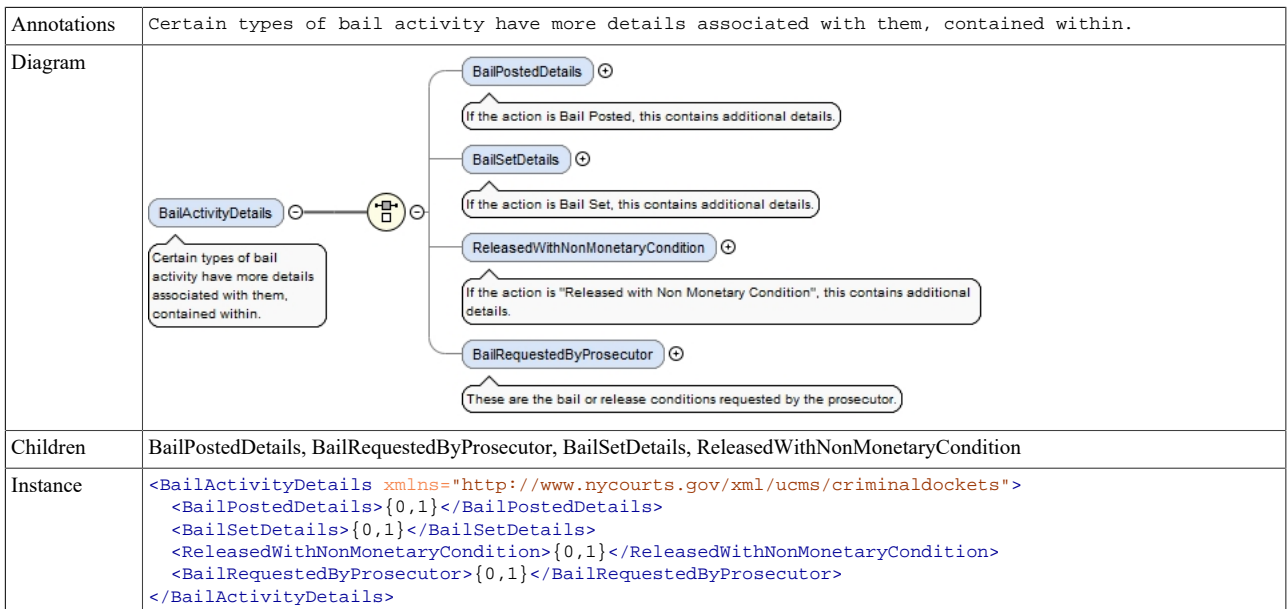 Annotations
Certain types of bail activity have more details associated with them, contained within.
Diagram
BailPostedDetails
If the action is Bail Posted, this contains additional details.
BailSetDetails
If the action is Bail Set, this contains additional details.
BailActivityDetails
Certain types of bail
activity have more details
associated with them,
contained within.
ReleasedWithNonMonetaryCondition
If the action is "Released with Non Monetary Condition", this contains additional
details.
BailRequestedByProsecutor
These are the bail or release conditions requested by the prosecutor.
Children
BailPostedDetails, BailRequestedByProsecutor, BailSetDetails, ReleasedWithNonMonetaryCondition
Instance
<BailActivityDetails xmlns="http://www.nycourts.gov/xml/ucms/criminaldockets">
  <BailPostedDetails>{0,1}</BailPostedDetails>
  <BailSetDetails>{0,1}</BailSetDetails>
  <ReleasedWithNonMonetaryCondition>{0,1}</ReleasedWithNonMonetaryCondition>
  <BailRequestedByProsecutor>{0,1}</BailRequestedByProsecutor>
</BailActivityDetails>